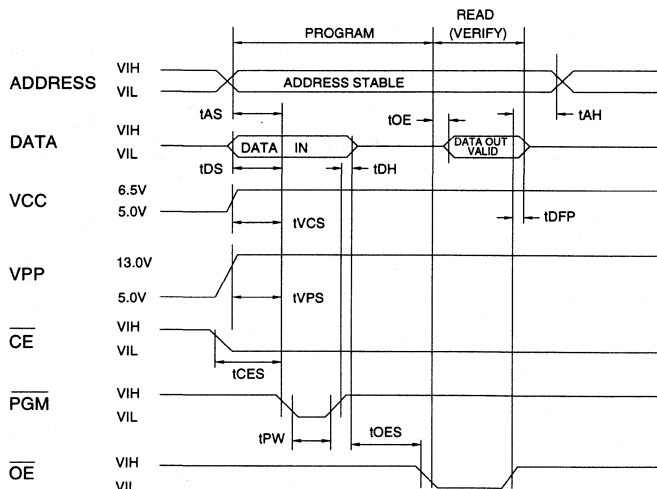 READ
PROGRAM (VERIFY)
ADDRESS VIH VIL ADDRESS STABLE
tAS tOE tAH
DATA VIH VIL DATA IN DATA OUT VALID
tDS tDH
VCC 6.5V 5.0V
tVCS tDFP
VPP 13.0V 5.0V
tVPS
CE VIH VIL
tCES
PGM VIH VIL
tPW tOES
OE VIH VIL